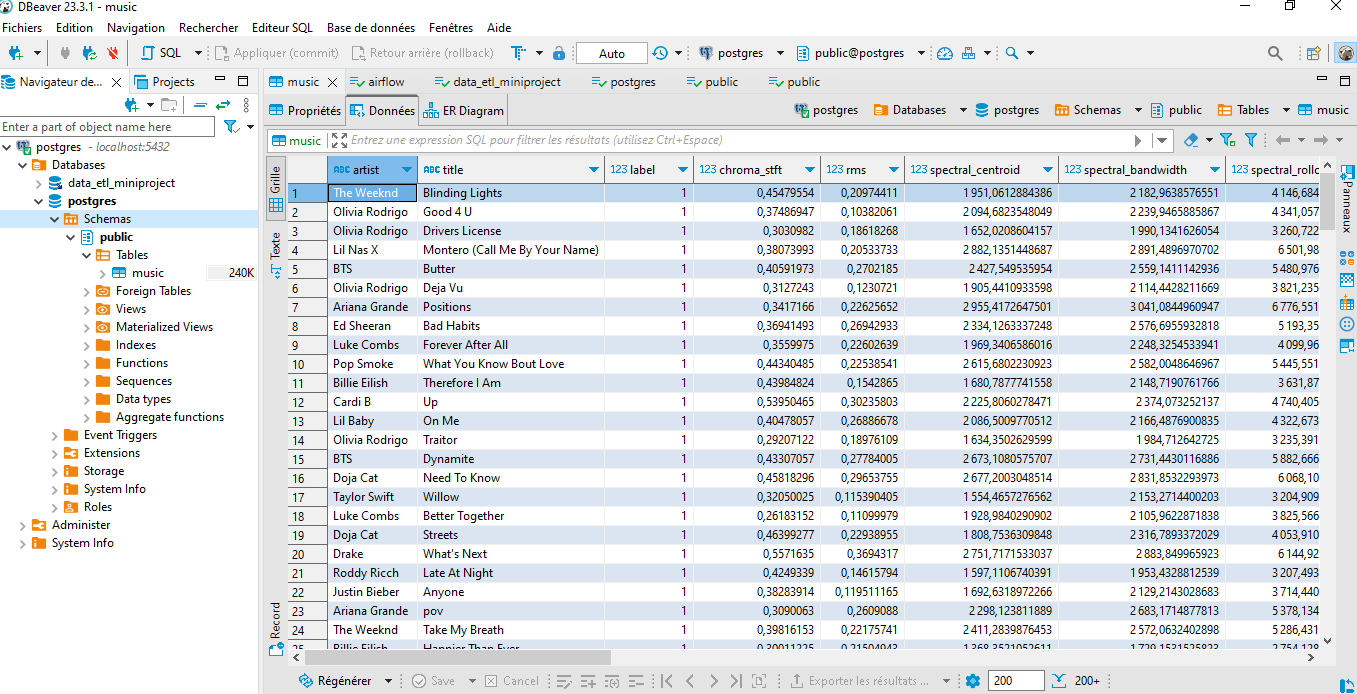 DBeaver 23.3.1 - music
Fichiers Edition Navigation Rechercher Editeur SQL Base de données Fenêtres Aide
SQL Appliquer (commit) Retour arrière (rollback) Auto postgres public@postgres
Navigateur de... Projects
music airflow data_etl_miniproject postgres public public
Propriétés Données ER Diagram postgres Databases postgres Schemas public Tables music
Enter a part of object name here
music Entrez une expression SQL pour filtrer les résultats (utilisez Ctrl+Espace)
postgres - localhost:5432
Databases
data_etl_miniproject
postgres
Schemas
public
Tables
music 240K
Foreign Tables
Views
Materialized Views
Indexes
Functions
Sequences
Data types
Aggregate functions
Event Triggers
Extensions
Storage
System Info
Roles
Administer
System Info
Grille
Texte
Record
ABC artist ABC title 123 label 123 chroma_stft 123 rms 123 spectral_centroid 123 spectral_bandwidth 123 spectral_rollo
1 The Weeknd Blinding Lights 1 0,45479554 0,20974411 1 951,0612884386 2 182,9638576551 4 146,684
2 Olivia Rodrigo Good 4 U 1 0,37486947 0,10382061 2 094,6823548049 2 239,9465885867 4 341,057
3 Olivia Rodrigo Drivers License 1 0,3030982 0,18618268 1 652,0208604157 1 990,1341626054 3 260,722
4 Lil Nas X Montero (Call Me By Your Name) 1 0,38073993 0,20533733 2 882,1351448687 2 891,4896970702 6 501,98
5 BTS Butter 1 0,40591973 0,2702185 2 427,549535954 2 559,1411142936 5 480,976
6 Olivia Rodrigo Deja Vu 1 0,3127243 0,1230721 1 905,4410933598 2 114,4428211669 3 821,235
7 Ariana Grande Positions 1 0,3417166 0,22625652 2 955,4172647501 3 041,0844960947 6 776,551
8 Ed Sheeran Bad Habits 1 0,36941493 0,26942933 2 334,1263337248 2 576,6955932818 5 193,35
9 Luke Combs Forever After All 1 0,3559975 0,22602639 1 969,3406586016 2 248,3254533941 4 099,96
10 Pop Smoke What You Know Bout Love 1 0,44340485 0,22538541 2 615,6802230923 2 582,0048646967 5 445,551
11 Billie Eilish Therefore I Am 1 0,43984824 0,1542865 1 680,7877741558 2 148,7190761766 3 631,87
12 Cardi B Up 1 0,53950465 0,30235803 2 225,8060278471 2 374,073252137 4 740,405
13 Lil Baby On Me 1 0,40478057 0,26886678 2 086,5009770512 2 166,4876900835 4 322,673
14 Olivia Rodrigo Traitor 1 0,29207122 0,18976109 1 634,3502629599 1 984,712642725 3 235,391
15 BTS Dynamite 1 0,43307057 0,27784005 2 673,1080575707 2 731,4430116886 5 882,666
16 Doja Cat Need To Know 1 0,45818296 0,29653755 2 677,2003048514 2 831,8532293973 6 068,10
17 Taylor Swift Willow 1 0,32050025 0,115390405 1 554,4657276562 2 153,2714400203 3 204,909
18 Luke Combs Better Together 1 0,26183152 0,11099979 1 928,9840290902 2 105,9622871838 3 825,566
19 Doja Cat Streets 1 0,46399277 0,22938955 1 808,7536309848 2 316,7893372029 4 053,910
20 Drake What's Next 1 0,5571635 0,3694317 2 751,7171533037 2 883,849965923 6 144,92
21 Roddy Ricch Late At Night 1 0,4249339 0,14615794 1 597,1106740391 1 953,4328812539 3 207,493
22 Justin Bieber Anyone 1 0,38283914 0,119511165 1 692,6318972266 2 129,2143028683 3 714,440
23 Ariana Grande pov 1 0,3090063 0,2609088 2 298,123811889 2 683,1714877813 5 378,134
24 The Weeknd Take My Breath 1 0,39816153 0,22175741 2 411,2839876453 2 572,0632402898 5 286,431
Panneaux
Régénérer Save Cancel Exporter les résultats ... 200 200+